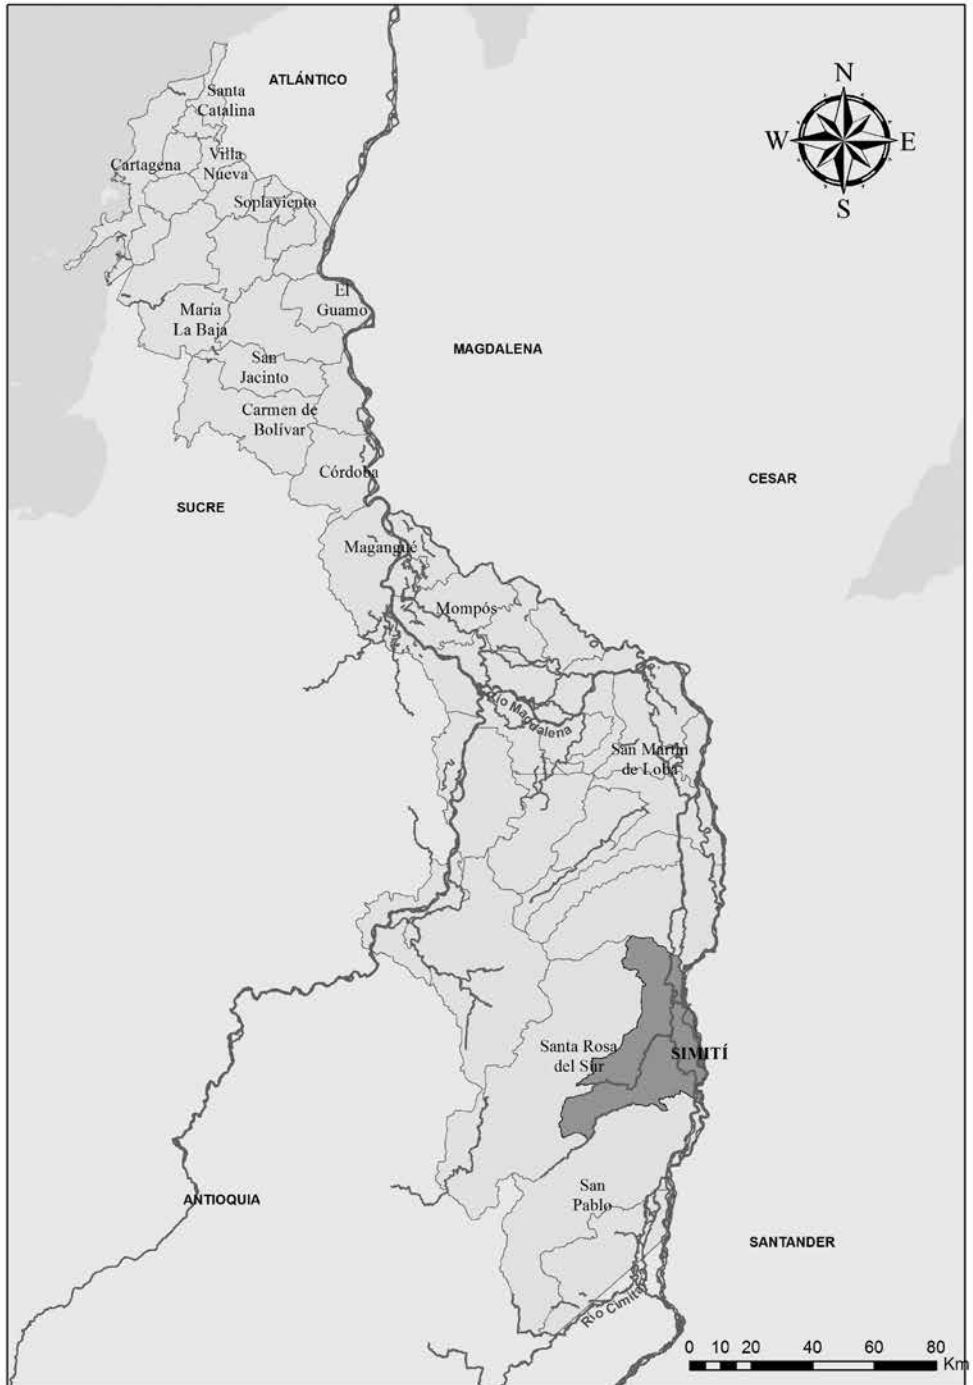 ATLÁNTICO
N
Santa
Catalina
W
E
Villa
Nueva
Cartagena
Soplaviento
S
El
Guamo
María
La Baja
MAGDALENA
San
Jacinto
Carmen de
Bolívar
Córdoba
CESAR
SUCRE
Magangué
Mompós
Río Magdalena
San Martín
de Loba
Santa Rosa
del Sur
SIMITÍ
San
Pablo
ANTIOQUIA
SANTANDER
Río Cimita
0 10 20 40 60 80
Km